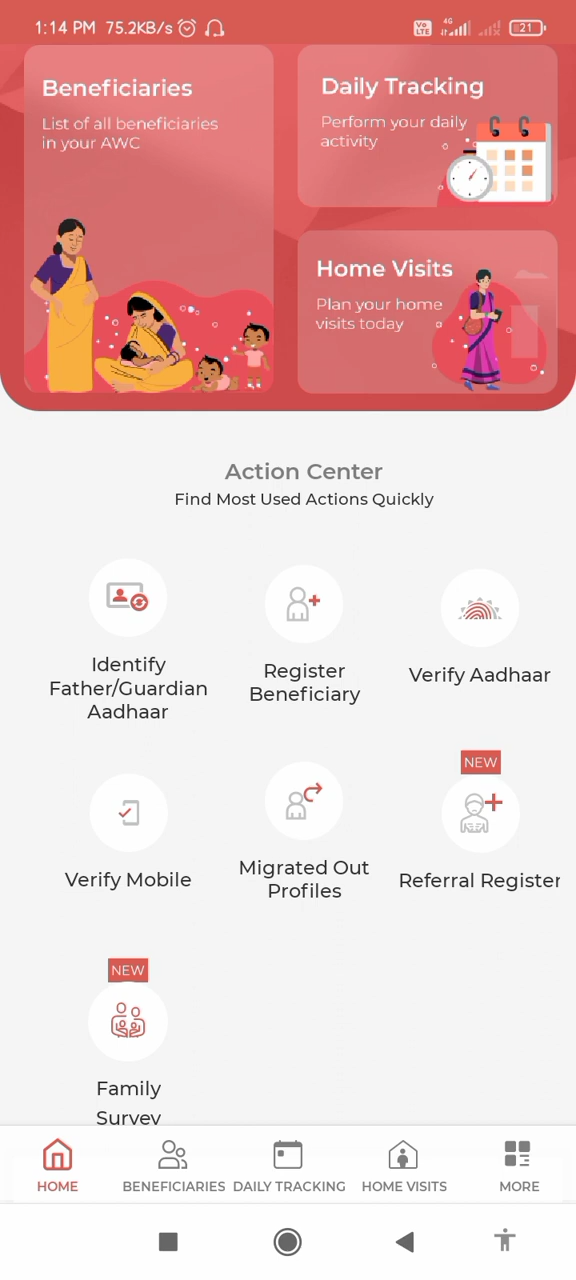 1:14 PM 75.2KB/s
Vo LTE 4G 21
Beneficiaries
List of all beneficiaries
in your AWC
Daily Tracking
Perform your daily
activity
Home Visits
Plan your home
visits today
Action Center
Find Most Used Actions Quickly
Identify
Father/Guardian
Aadhaar
Register
Beneficiary
Verify Aadhaar
Verify Mobile
Migrated Out
Profiles
NEW
Referral Register
NEW
Family
Survey
HOME
BENEFICIARIES
DAILY TRACKING
HOME VISITS
MORE